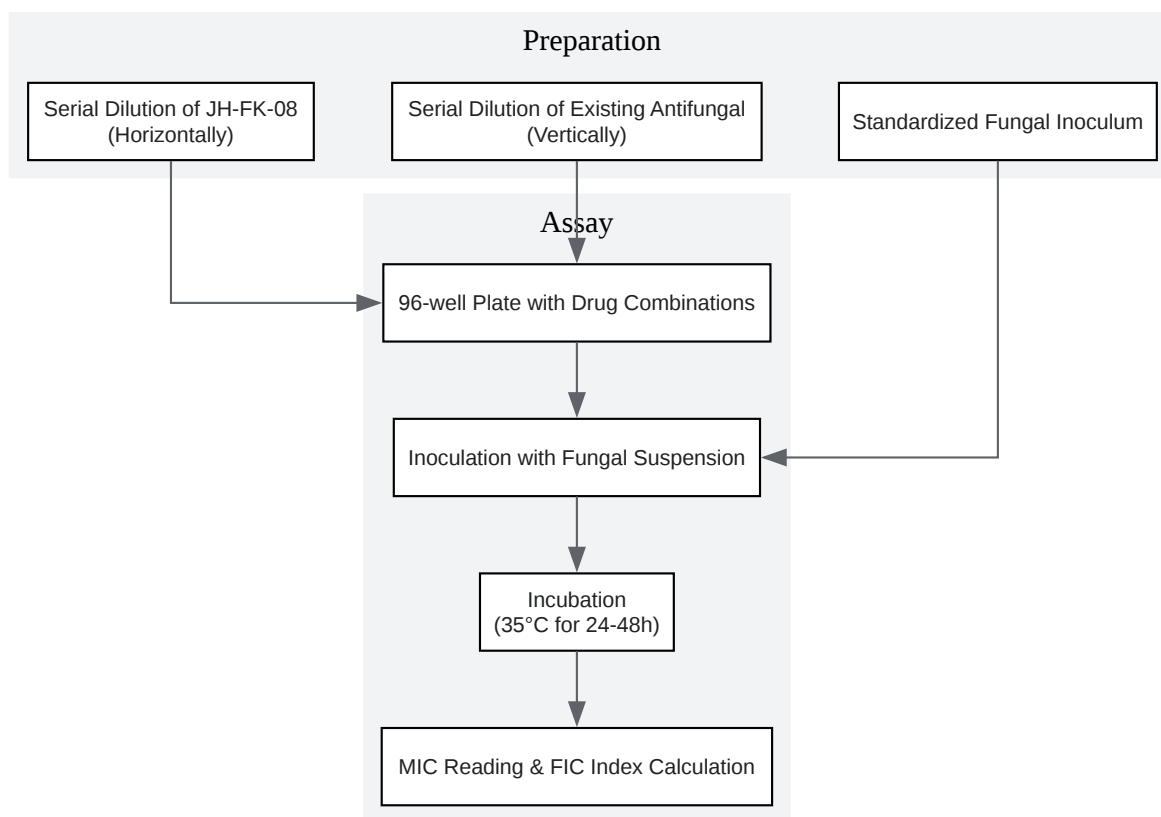 Preparation
Serial Dilution of JH-FK-08
(Horizontally)
Serial Dilution of Existing Antifungal
(Vertically)
Standardized Fungal Inoculum
Assay
96-well Plate with Drug Combinations
Inoculation with Fungal Suspension
Incubation
(35°C for 24-48h)
MIC Reading & FIC Index Calculation